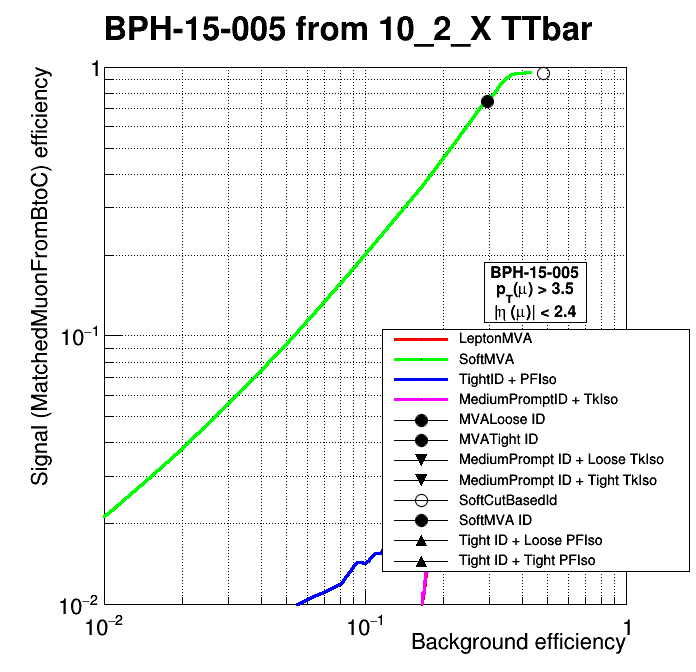 BPH-15-005 from 10_2_X TTbar
Signal (MatchedMuonFromBtoC) efficiency
1
10⁻¹
10⁻²
BPH-15-005
p_T(μ) > 3.5
|η (μ)| < 2.4
LeptonMVA
SoftMVA
TightID + PFIso
MediumPromptID + TkIso
MVALoose ID
MVATight ID
MediumPrompt ID + Loose TkIso
MediumPrompt ID + Tight TkIso
SoftCutBasedId
SoftMVA ID
Tight ID + Loose PFIso
Tight ID + Tight PFIso
10⁻² 10⁻¹ 1
Background efficiency